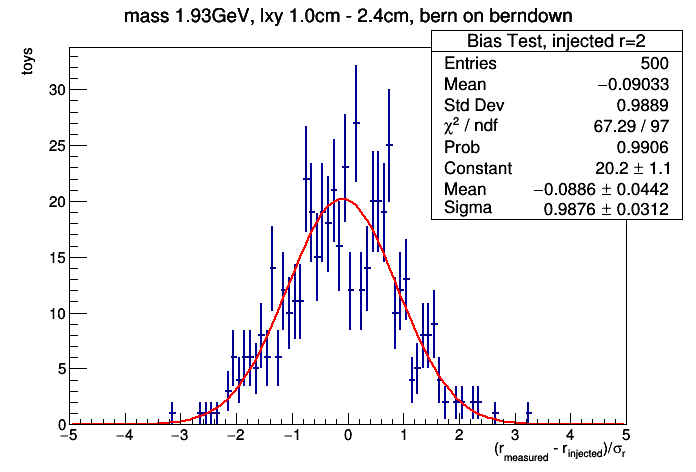 mass 1.93GeV, lxy 1.0cm - 2.4cm, bern on berndown
toys
Bias Test, injected r=2
Entries 500
Mean −0.09033
Std Dev 0.9889
χ² / ndf 67.29 / 97
Prob 0.9906
Constant 20.2 ± 1.1
Mean −0.0886 ± 0.0442
Sigma 0.9876 ± 0.0312
30
25
20
15
10
5
0
−5 −4 −3 −2 −1 0 1 2 3 4 5
(r_measured - r_injected)/σ_r